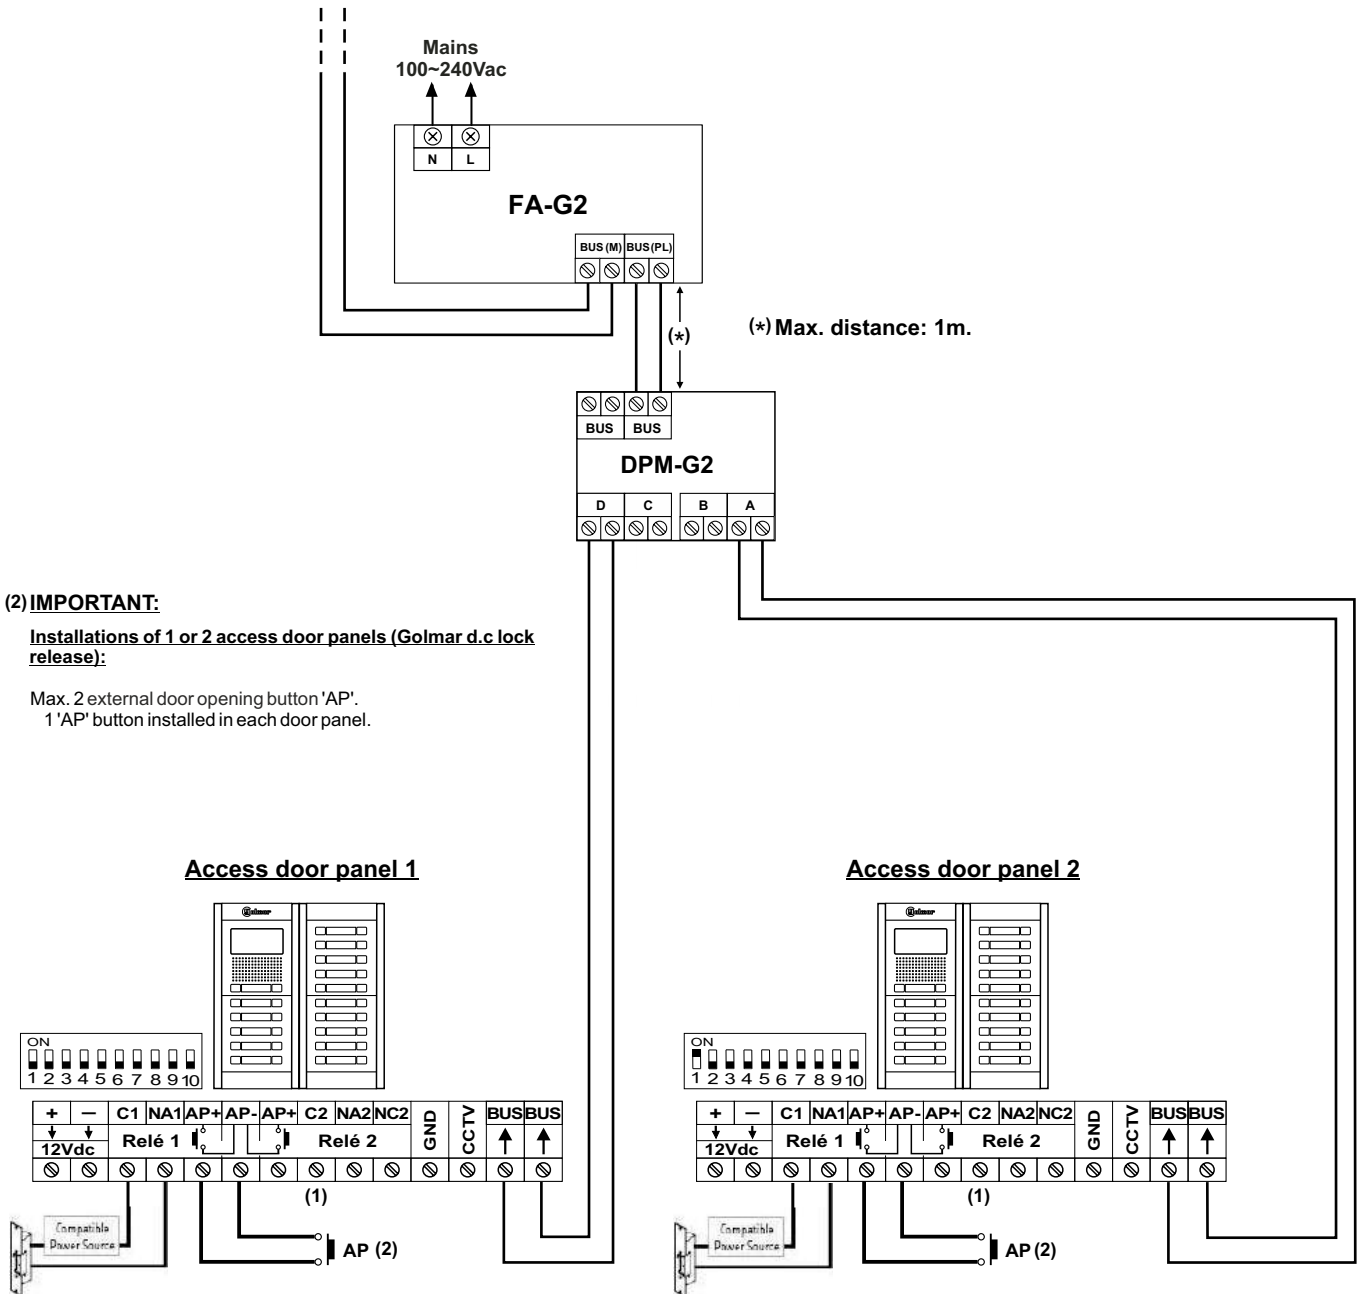 Mains
100~240Vac
N L
FA-G2
BUS (M) BUS (PL)
(*)
(*) Max. distance: 1m.
BUS BUS
DPM-G2
D C B A
(2) IMPORTANT:
Installations of 1 or 2 access door panels (Golmar d.c lock
release):
Max. 2 external door opening button 'AP'.
1 'AP' button installed in each door panel.
Access door panel 1
Golmar
ON
1 2 3 4 5 6 7 8 9 10
+ — C1 NA1 AP+ AP- AP+ C2 NA2 NC2 GND CCTV BUS BUS
12Vdc Relé 1 Relé 2
(1)
Compatible
Power Source
AP (2)
Access door panel 2
Golmar
ON
1 2 3 4 5 6 7 8 9 10
+ — C1 NA1 AP+ AP- AP+ C2 NA2 NC2 GND CCTV BUS BUS
12Vdc Relé 1 Relé 2
(1)
Compatible
Power Source
AP (2)